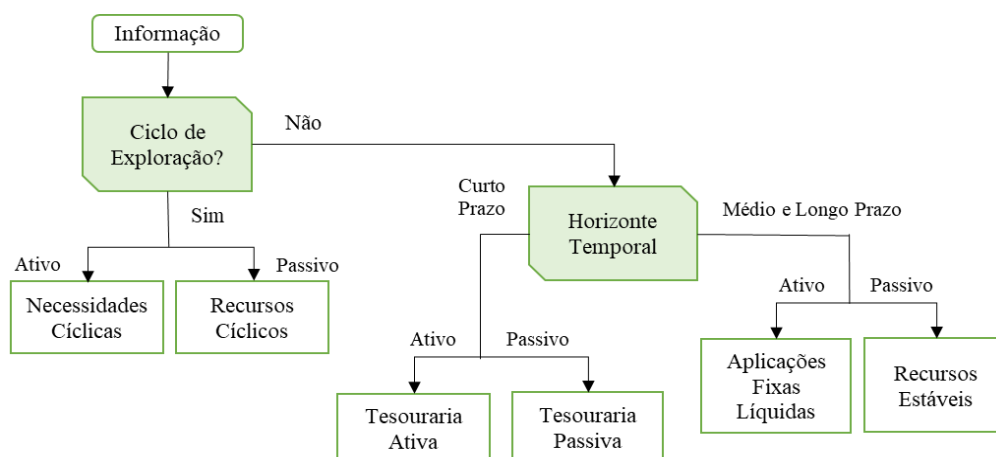 Informação
Ciclo de
Exploração?
Não
Sim
Ativo
Passivo
Necessidades
Cíclicas
Recursos
Cíclicos
Curto
Prazo
Horizonte
Temporal
Médio e Longo Prazo
Ativo
Passivo
Tesouraria
Ativa
Tesouraria
Passiva
Ativo
Passivo
Aplicações
Fixas
Líquidas
Recursos
Estáveis